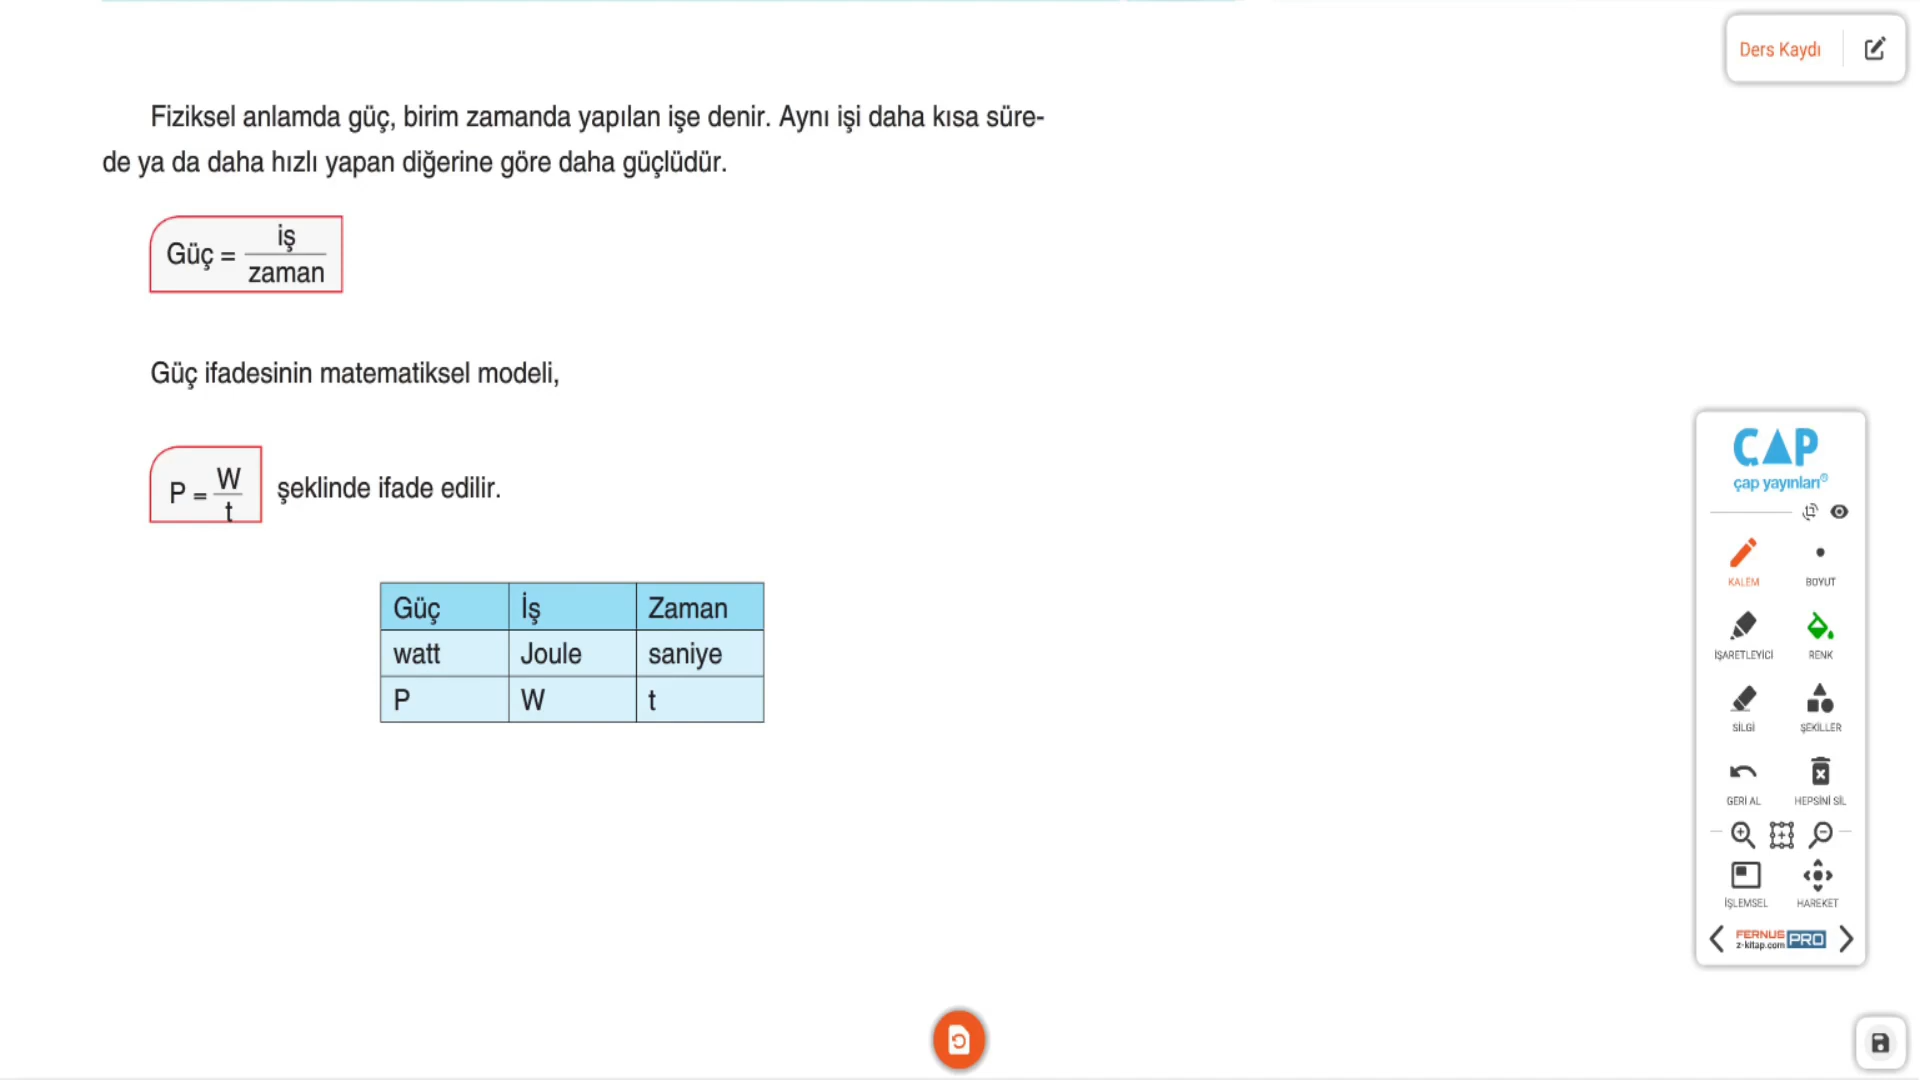 Ders Kaydı
Fiziksel anlamda güç, birim zamanda yapılan işe denir. Aynı işi daha kısa süre-
de ya da daha hızlı yapan diğerine göre daha güçlüdür.
Güç = iş
zaman
Güç ifadesinin matematiksel modeli,
P = W
t
şeklinde ifade edilir.
Güç İş Zaman
watt Joule saniye
P W t
ÇAP
çap yayınları®
KALEM BOYUT
İŞARETLEYİCİ RENK
SİLGİ ŞEKİLLER
GERİ AL HEPSİNİ SİL
İŞLEMSEL HAREKET
FERNUS PRO
z-kitap.com